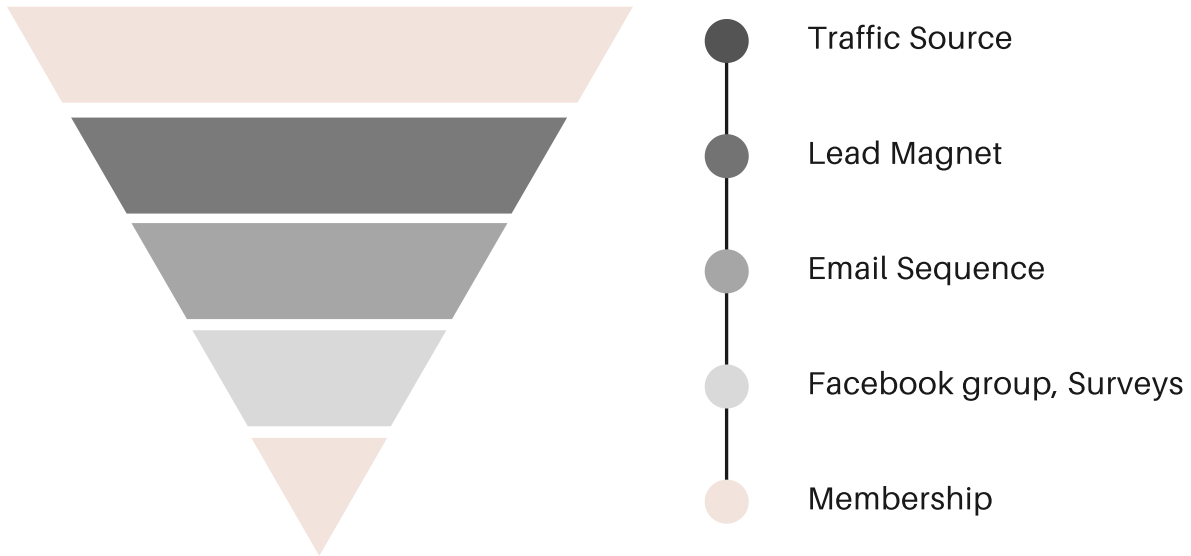 Traffic Source
Lead Magnet
Email Sequence
Facebook group, Surveys
Membership